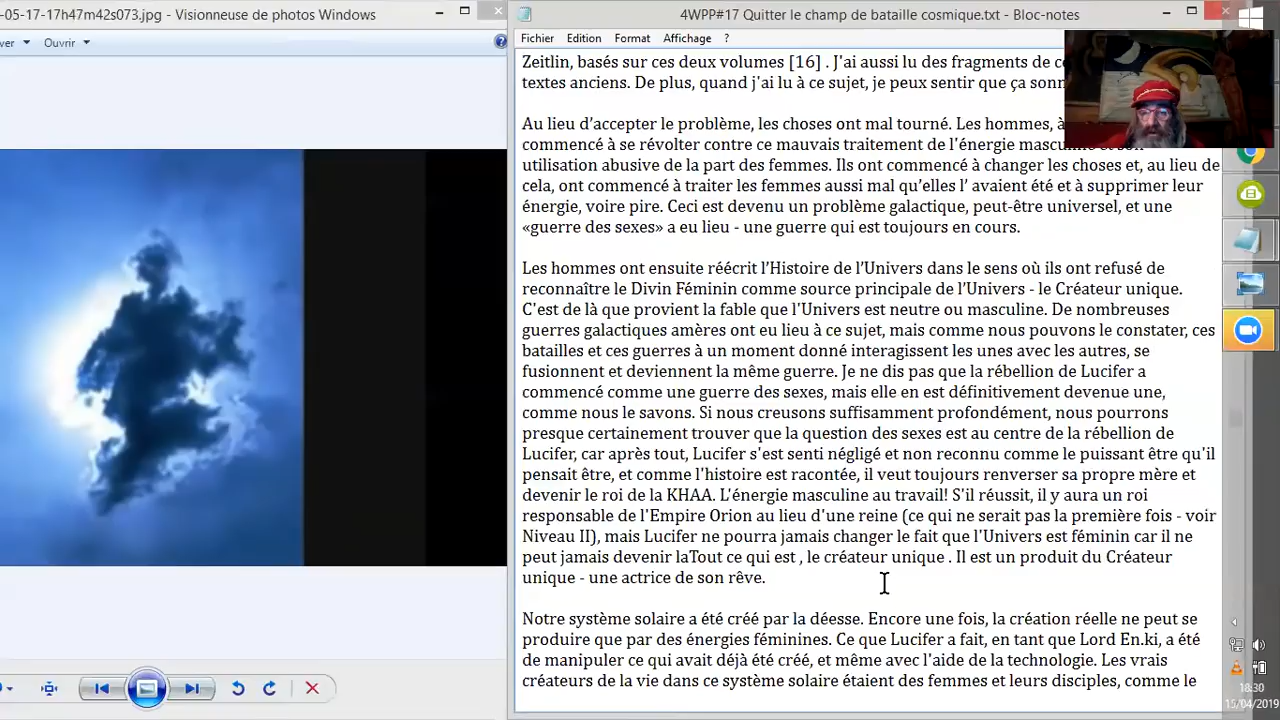 -05-17-17h47m42s073.jpg - Visionneuse de photos Windows
4WPP#17 Quitter le champ de bataille cosmique.txt - Bloc-notes
Ouvrir
Fichier Edition Format Affichage ?
Zeitlin, basés sur ces deux volumes [16] . J'ai aussi lu des fragments de
textes anciens. De plus, quand j'ai lu à ce sujet, je peux sentir que ça
Au lieu d’accepter le problème, les choses ont mal tourné. Les hommes, à
commencé à se révolter contre ce mauvais traitement de l'énergie
utilisation abusive de la part des femmes. Ils ont commencé à changer les choses et, au lieu de
cela, ont commencé à traiter les femmes aussi mal qu’elles l’ avaient été et à supprimer leur
énergie, voire pire. Ceci est devenu un problème galactique, peut-être universel, et une
«guerre des sexes» a eu lieu - une guerre qui est toujours en cours.
Les hommes ont ensuite réécrit l’Histoire de l’Univers dans le sens où ils ont refusé de
reconnaître le Divin Féminin comme source principale de l’Univers - le Créateur unique.
C'est de là que provient la fable que l'Univers est neutre ou masculine. De nombreuses
guerres galactiques amères ont eu lieu à ce sujet, mais comme nous pouvons le constater, ces
batailles et ces guerres à un moment donné interagissent les unes avec les autres, se
fusionnent et deviennent la même guerre. Je ne dis pas que la rébellion de Lucifer a
commencé comme une guerre des sexes, mais elle en est définitivement devenue une,
comme nous le savons. Si nous creusons suffisamment profondément, nous pourrons
presque certainement trouver que la question des sexes est au centre de la rébellion de
Lucifer, car après tout, Lucifer s'est senti négligé et non reconnu comme le puissant être qu'il
pensait être, et comme l'histoire est racontée, il veut toujours renverser sa propre mère et
devenir le roi de la KHAA. L'énergie masculine au travail! S'il réussit, il y aura un roi
responsable de l'Empire Orion au lieu d'une reine (ce qui ne serait pas la première fois - voir
Niveau II), mais Lucifer ne pourra jamais changer le fait que l'Univers est féminin car il ne
peut jamais devenir laTout ce qui est , le créateur unique . Il est un produit du Créateur
unique - une actrice de son rêve.
Notre système solaire a été créé par la déesse. Encore une fois, la création réelle ne peut se
produire que par des énergies féminines. Ce que Lucifer a fait, en tant que Lord En.ki, a été
de manipuler ce qui avait déjà été créé, et même avec l'aide de la technologie. Les vrais
créateurs de la vie dans ce système solaire étaient des femmes et leurs disciples, comme le
18:30
15/04/2019